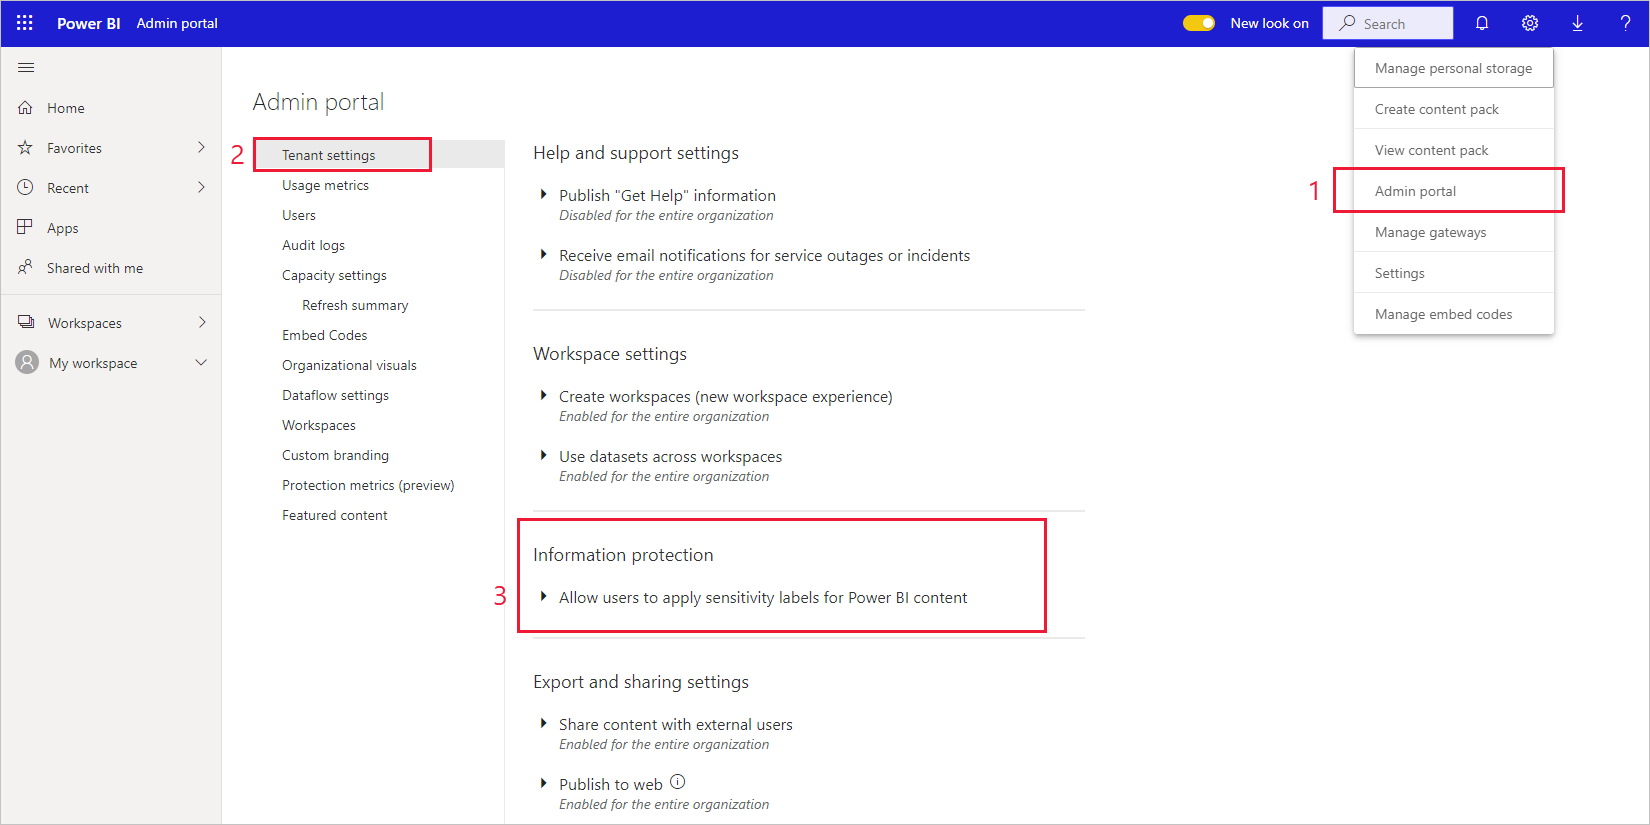 Power BI Admin portal
New look on
Search
?
Manage personal storage
Create content pack
View content pack
1
Admin portal
Manage gateways
Settings
Manage embed codes
Home
Favorites
Recent
Apps
Shared with me
Workspaces
My workspace
Admin portal
2
Tenant settings
Usage metrics
Users
Audit logs
Capacity settings
Refresh summary
Embed Codes
Organizational visuals
Dataflow settings
Workspaces
Custom branding
Protection metrics (preview)
Featured content
Help and support settings
Publish "Get Help" information
Disabled for the entire organization
Receive email notifications for service outages or incidents
Disabled for the entire organization
Workspace settings
Create workspaces (new workspace experience)
Enabled for the entire organization
Use datasets across workspaces
Enabled for the entire organization
Information protection
3
Allow users to apply sensitivity labels for Power BI content
Export and sharing settings
Share content with external users
Enabled for the entire organization
Publish to web
Enabled for the entire organization